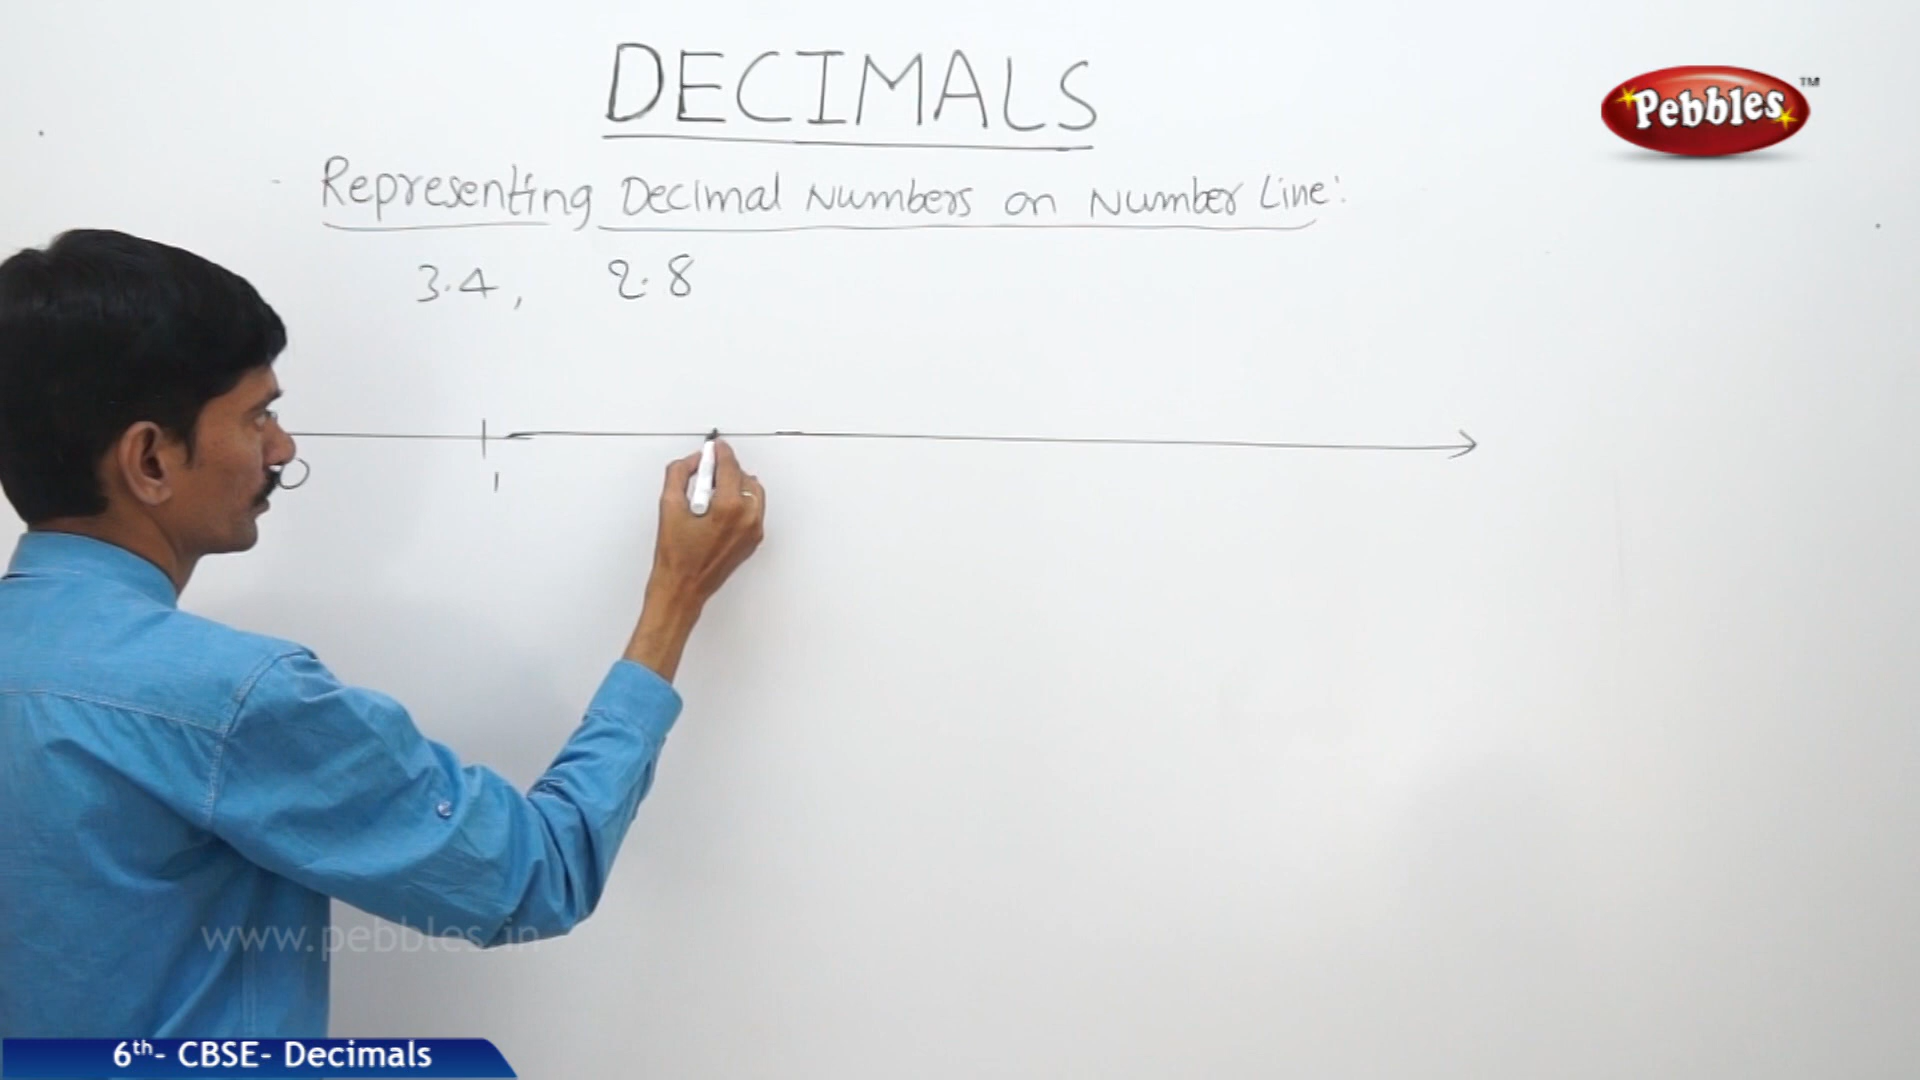 DECIMALS
Pebbles™
Representing Decimal Numbers on Number Line:
3.4, 2.8
0 1
www.pebbles.in
6th- CBSE- Decimals